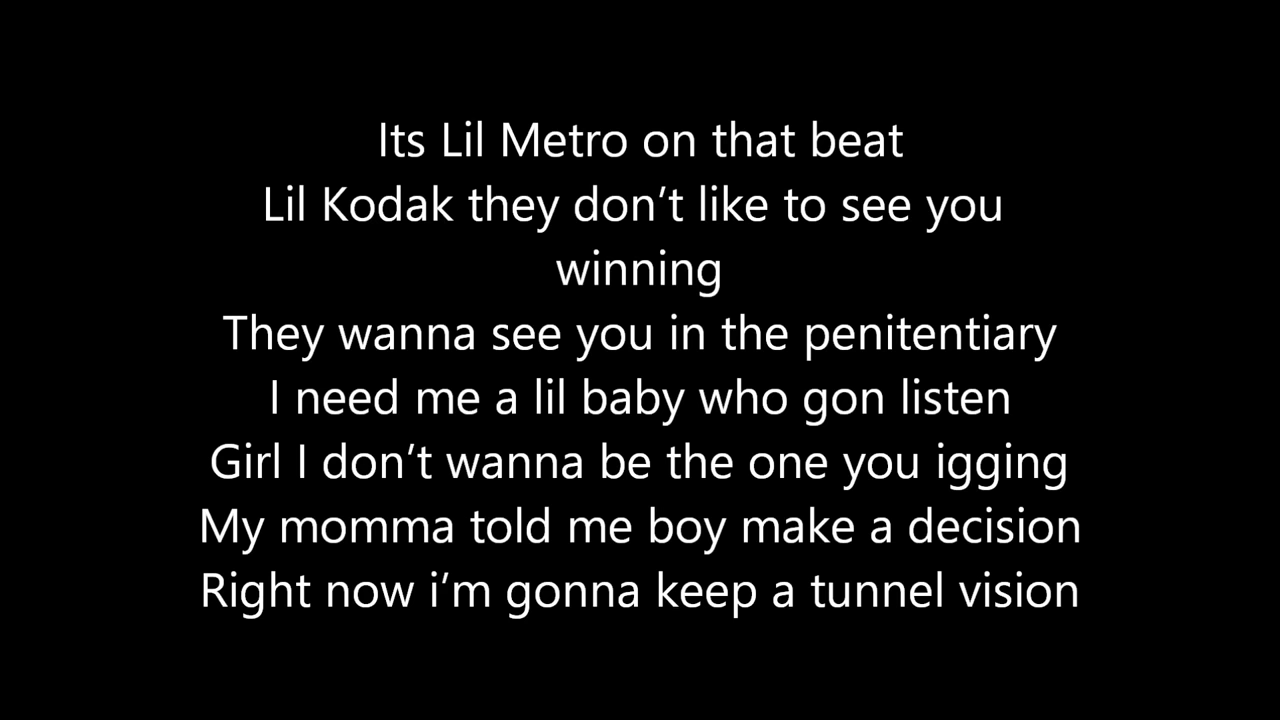 Its Lil Metro on that beat
Lil Kodak they don’t like to see you
winning
They wanna see you in the penitentiary
I need me a lil baby who gon listen
Girl I don’t wanna be the one you igging
My momma told me boy make a decision
Right now i’m gonna keep a tunnel vision